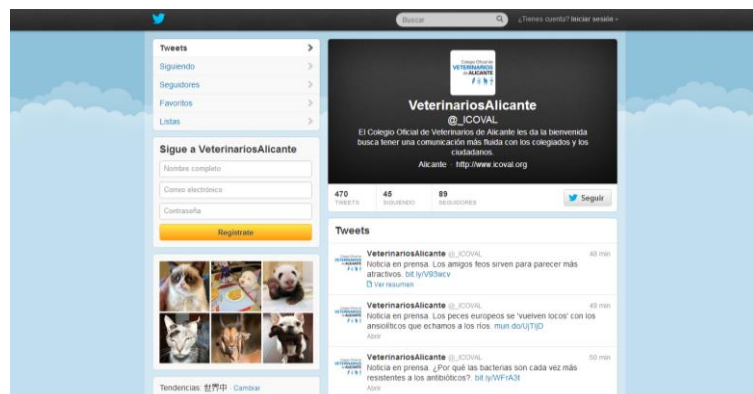 Buscar
¿Tienes cuenta? Iniciar sesión
Tweets
Siguiendo
Seguidores
Favoritos
Listas
Sigue a VeterinariosAlicante
Nombre completo
Correo electrónico
Contraseña
Regístrate
Tendencias: 世界中 · Cambiar
Colegio Oficial
VETERINARIOS
de ALICANTE
VeterinariosAlicante
@_ICOVAL
El Colegio Oficial de Veterinarios de Alicante les da la bienvenida
busca tener una comunicación más fluida con los colegiados y los
ciudadanos.
Alicante · http://www.icoval.org
470 45 89
TWEETS SIGUIENDO SEGUIDORES
Seguir
Tweets
VeterinariosAlicante @_ICOVAL 48 min
Noticia en prensa. Los amigos feos sirven para parecer más
atractivos. bit.ly/V93wcv
Ver resumen
VeterinariosAlicante @_ICOVAL 49 min
Noticia en prensa. Los peces europeos se 'vuelven locos' con los
ansiolíticos que echamos a los ríos. mun.do/UjTIjD
Abrir
VeterinariosAlicante @_ICOVAL 50 min
Noticia en prensa. ¿Por qué las bacterias son cada vez más
resistentes a los antibióticos?. bit.ly/WFrA3t
Abrir